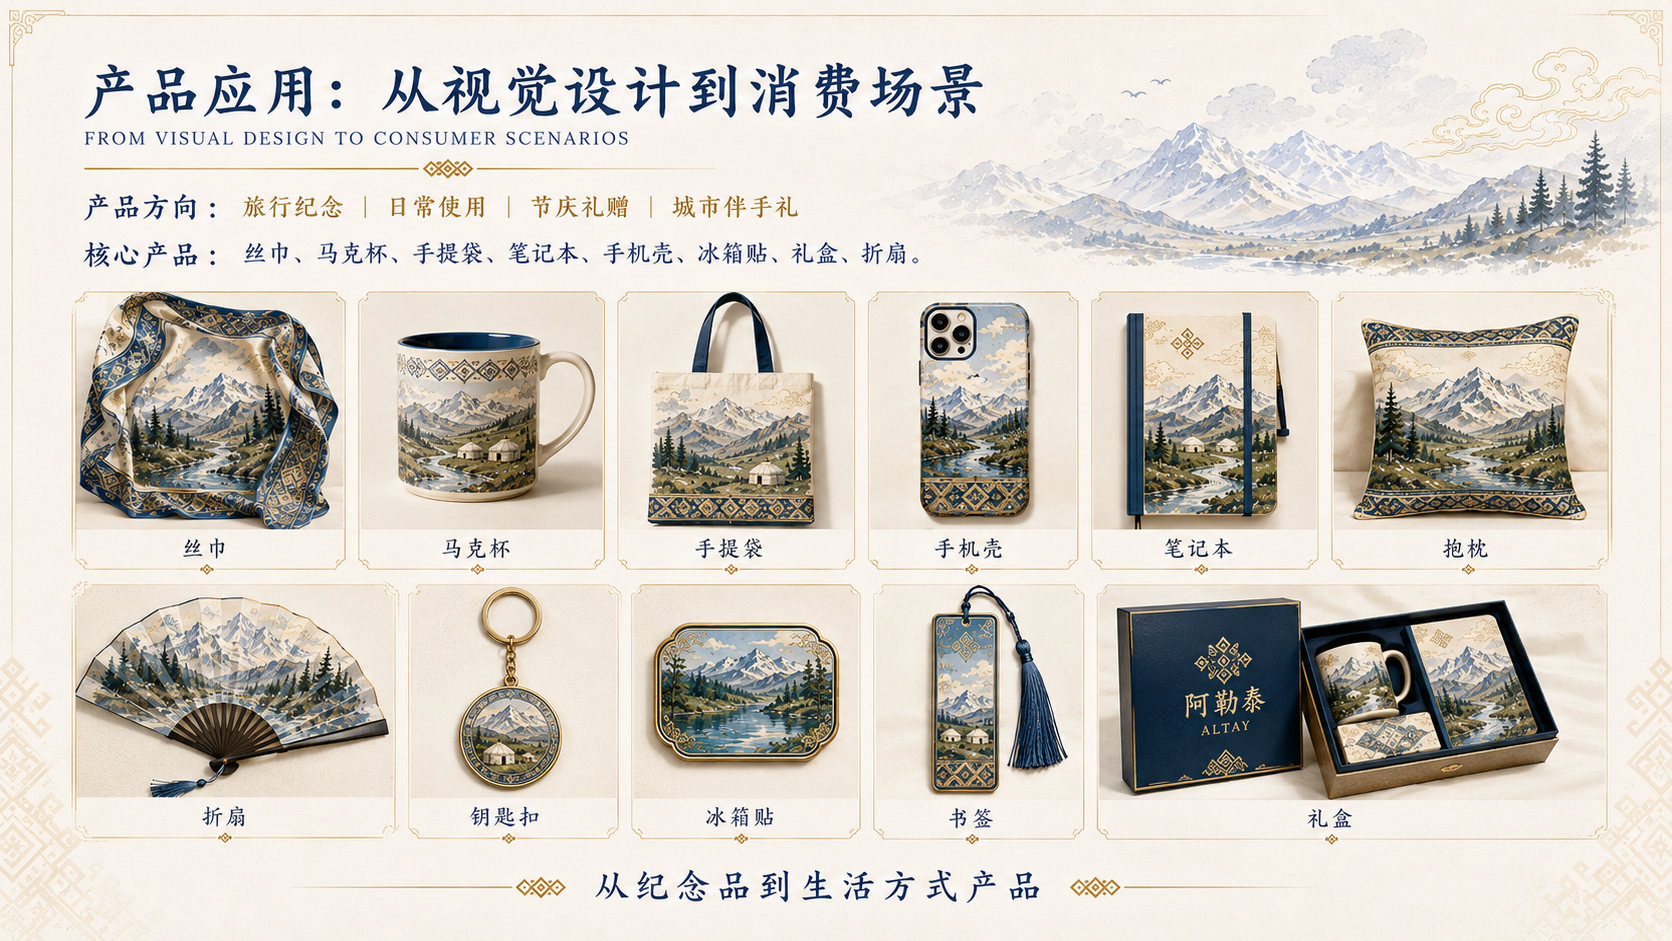 产品应用：从视觉设计到消费场景
FROM VISUAL DESIGN TO CONSUMER SCENARIOS
产品方向： 旅行纪念 | 日常使用 | 节庆礼赠 | 城市伴手礼
核心产品： 丝巾、马克杯、手提袋、笔记本、手机壳、冰箱贴、礼盒、折扇。
丝巾 马克杯 手提袋 手机壳 笔记本 抱枕
阿勒泰
ALTAY
折扇 钥匙扣 冰箱贴 书签 礼盒
从纪念品到生活方式产品